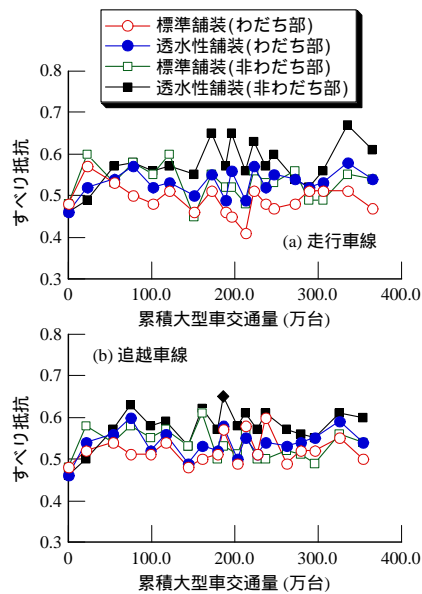 標準舗装(わだち部)
透水性舗装(わだち部)
標準舗装(非わだち部)
透水性舗装(非わだち部)
0.8
0.7
0.6
0.5
0.4
0.3
すべり抵抗
(a) 走行車線
0 100.0 200.0 300.0 400.0
累積大型車交通量 (万台)
(b) 追越車線
0.8
0.7
0.6
0.5
0.4
0.3
すべり抵抗
0 100.0 200.0 300.0 400.0
累積大型車交通量 (万台)